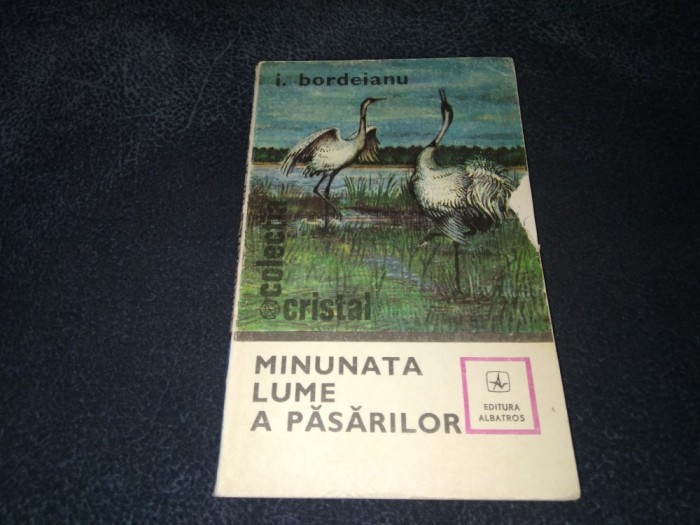 i. bordeianu
colecția
cristal
MINUNATA
LUME
A PĂSĂRILOR
EDITURA
ALBATROS